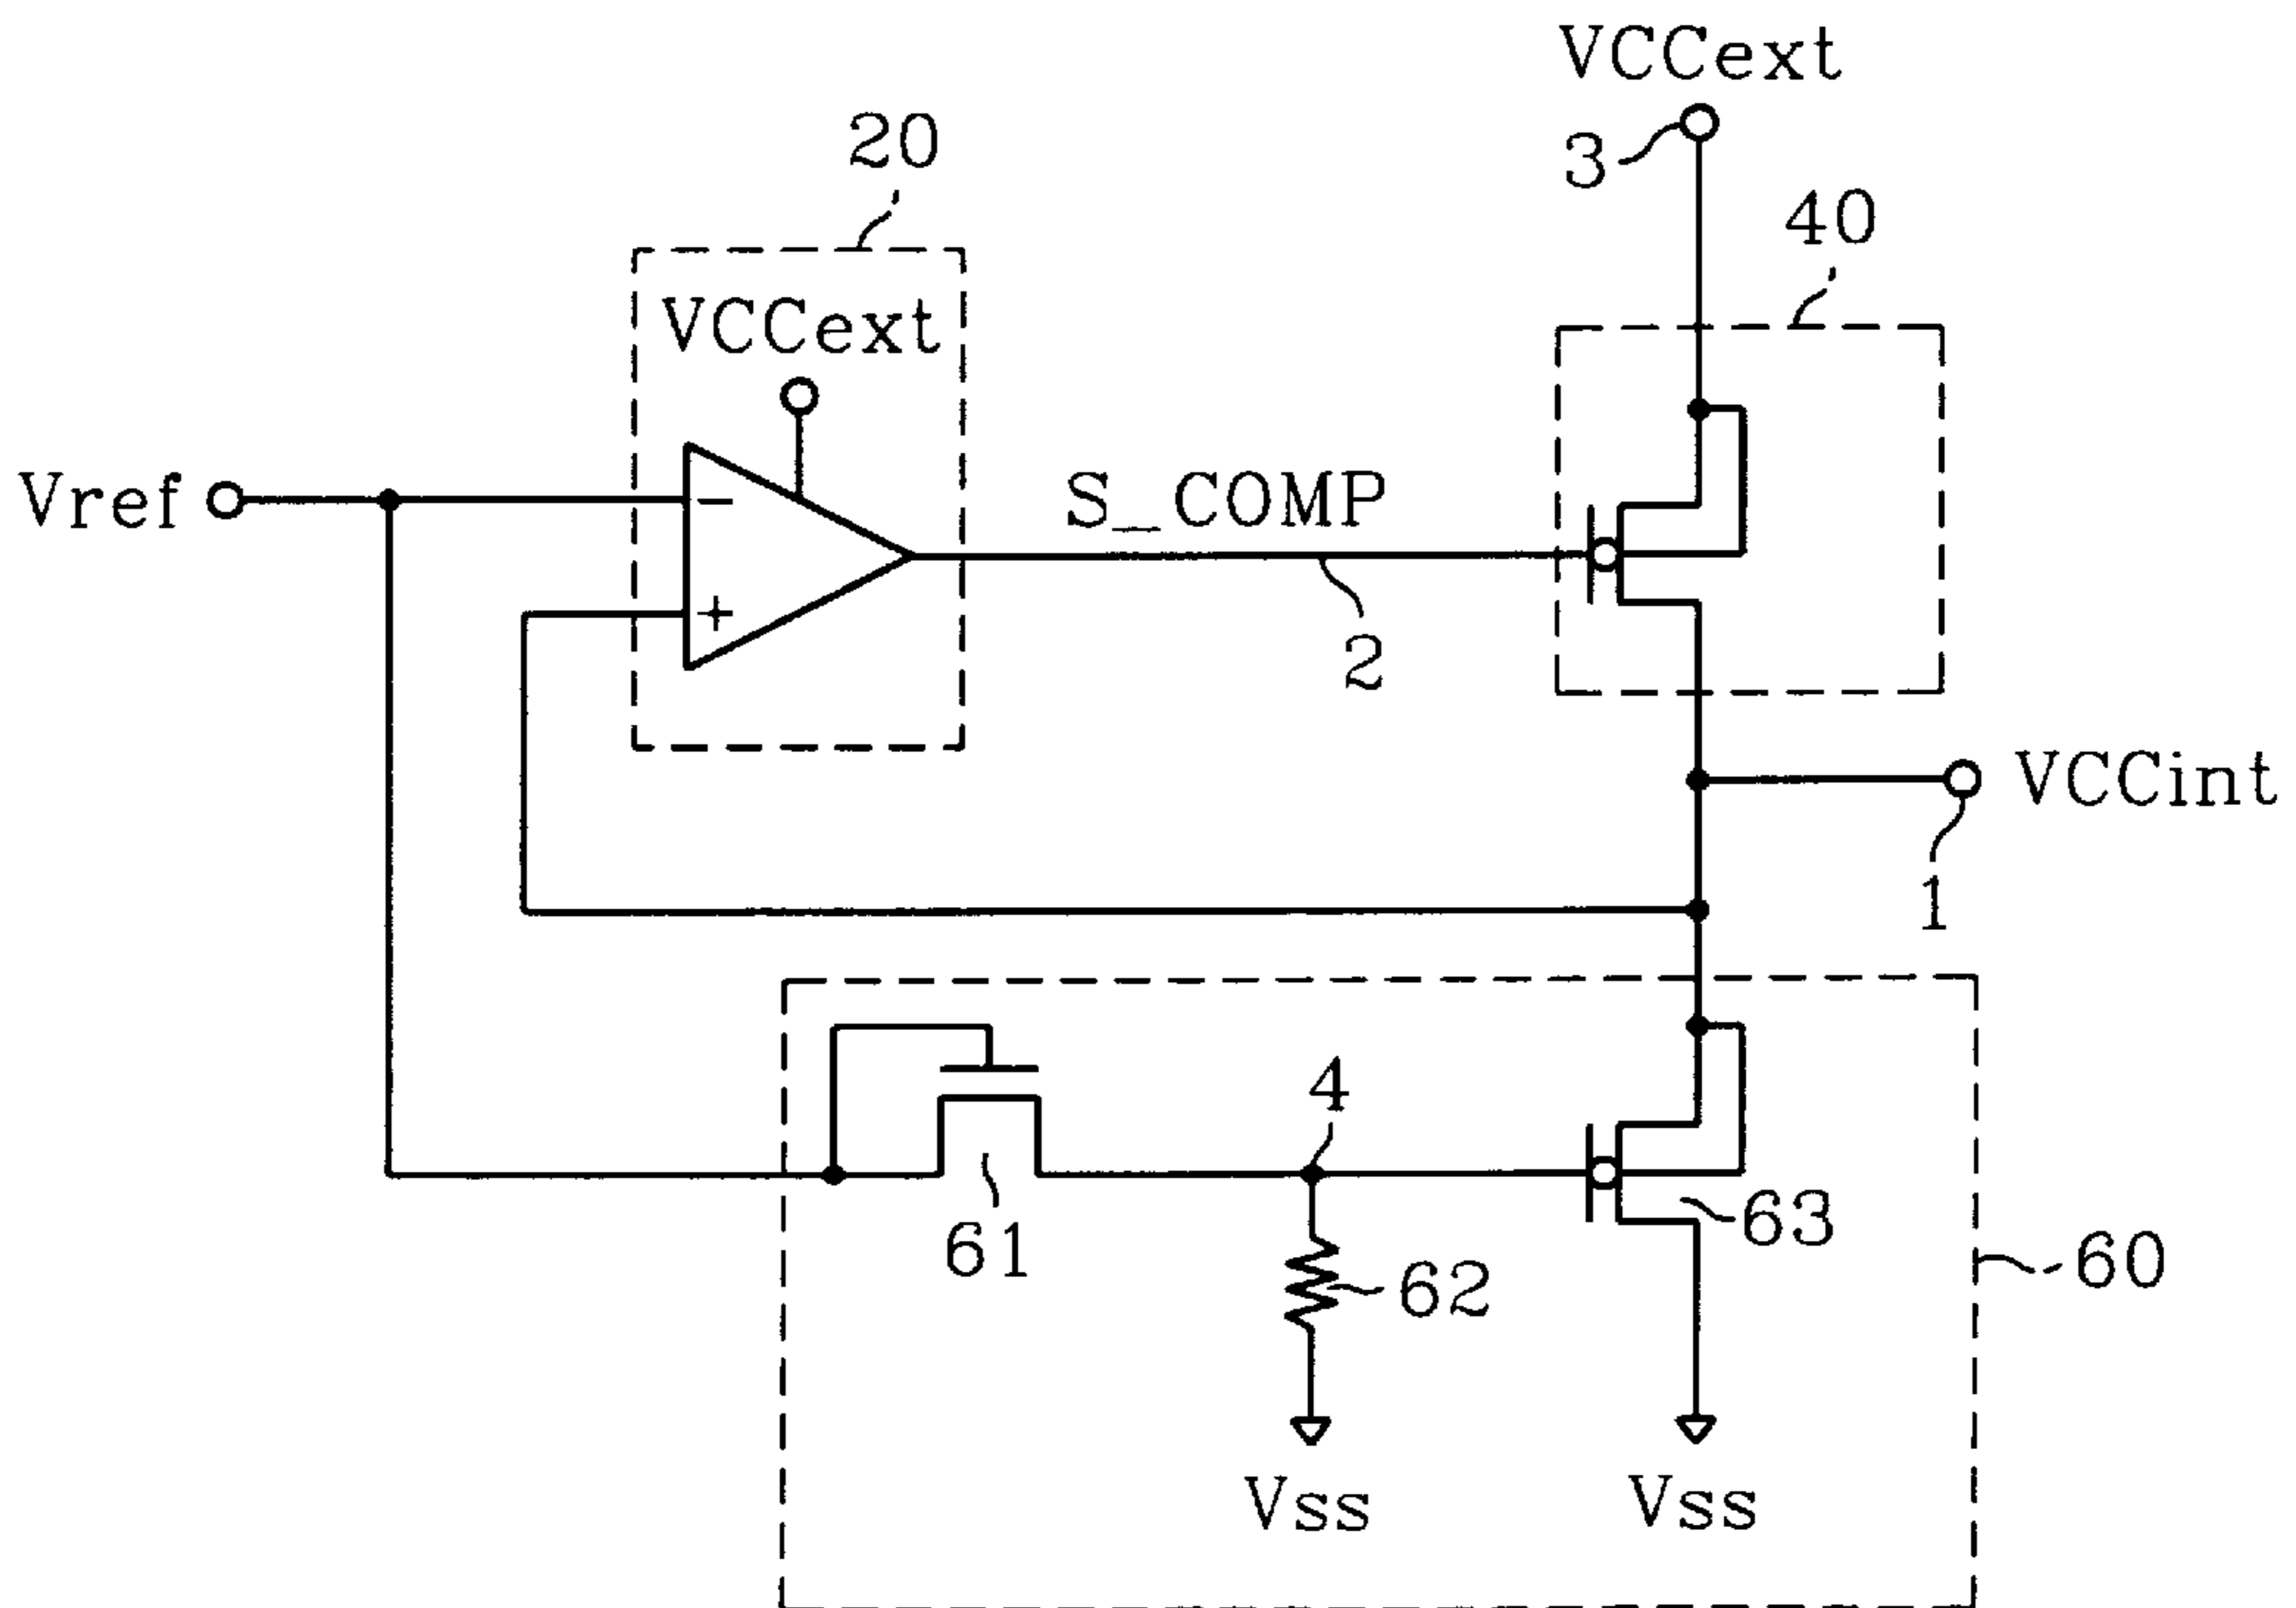 VCCext
3
20
40
VCCext
Vref
−
S_COMP
+
2
VCCint
1
4
61
63
62
60
Vss
Vss